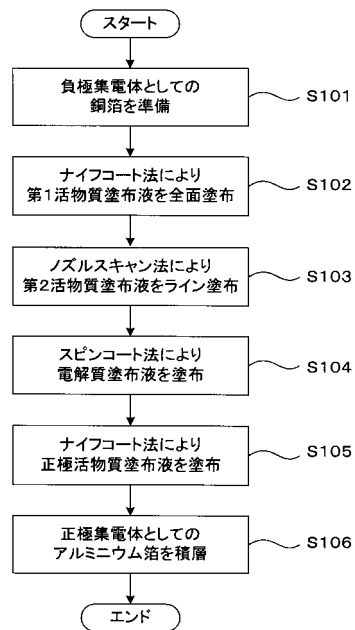 スタート
負極集電体としての
銅箔を準備
S101
ナイフコート法により
第1活物質塗布液を全面塗布
S102
ノズルスキャン法により
第2活物質塗布液をライン塗布
S103
スピンコート法により
電解質塗布液を塗布
S104
ナイフコート法により
正極活物質塗布液を塗布
S105
正極集電体としての
アルミニウム箔を積層
S106
エンド